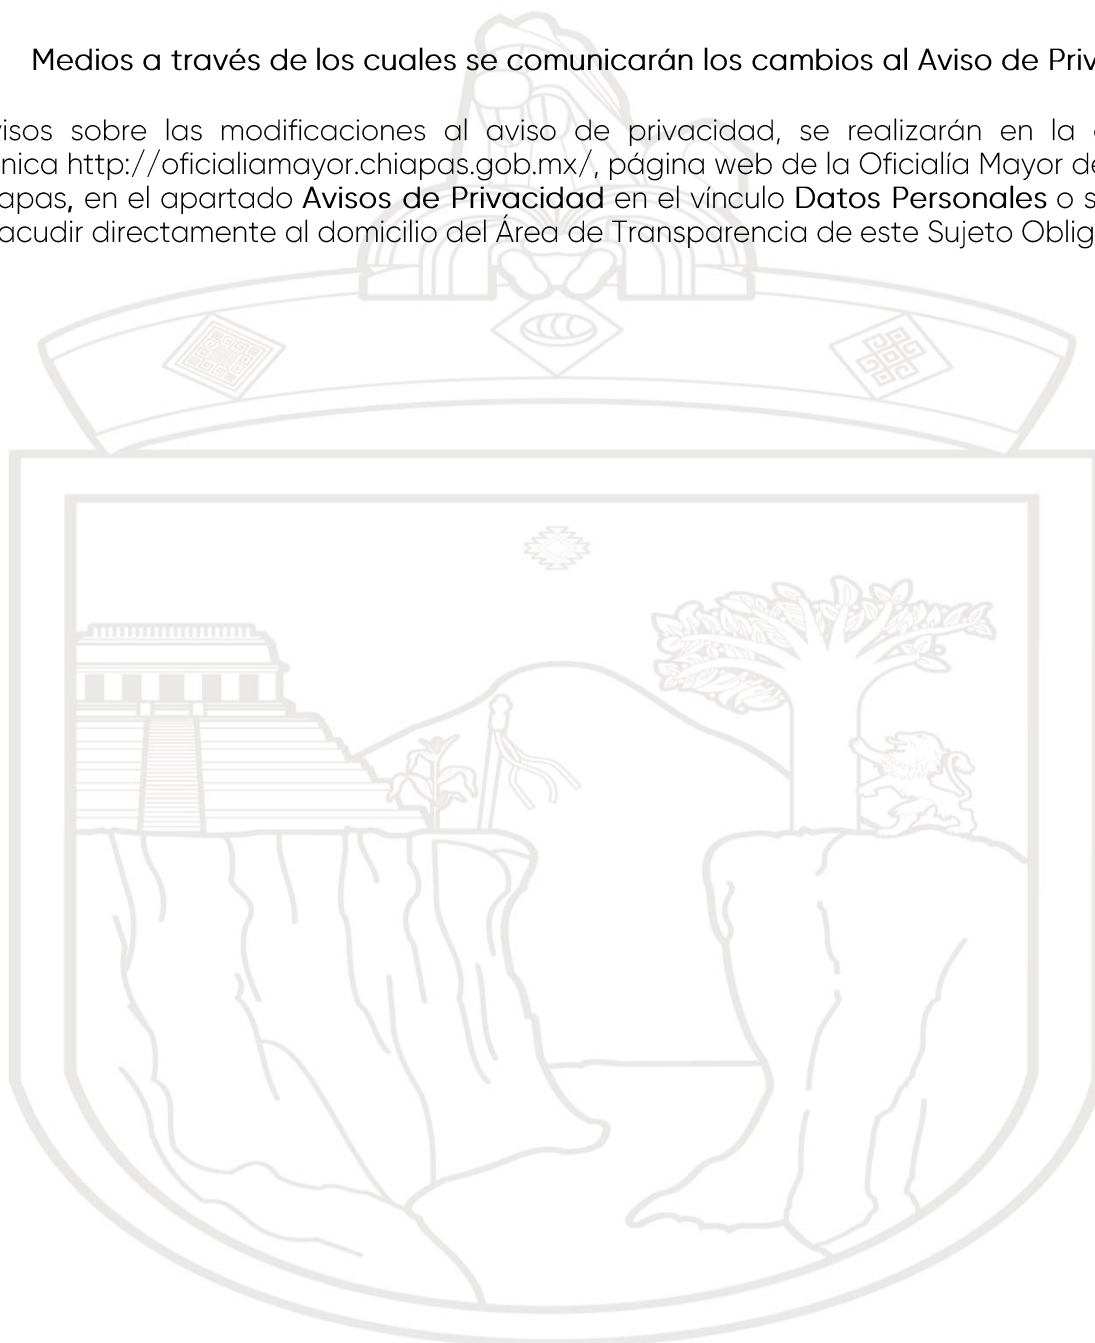 Medios a través de los cuales se comunicarán los cambios al Aviso de Priv
visos sobre las modificaciones al aviso de privacidad, se realizarán en la
nica http://oficialiamayor.chiapas.gob.mx/, página web de la Oficialía Mayor de
apas, en el apartado Avisos de Privacidad en el vínculo Datos Personales o s
acudir directamente al domicilio del Área de Transparencia de este Sujeto Oblig